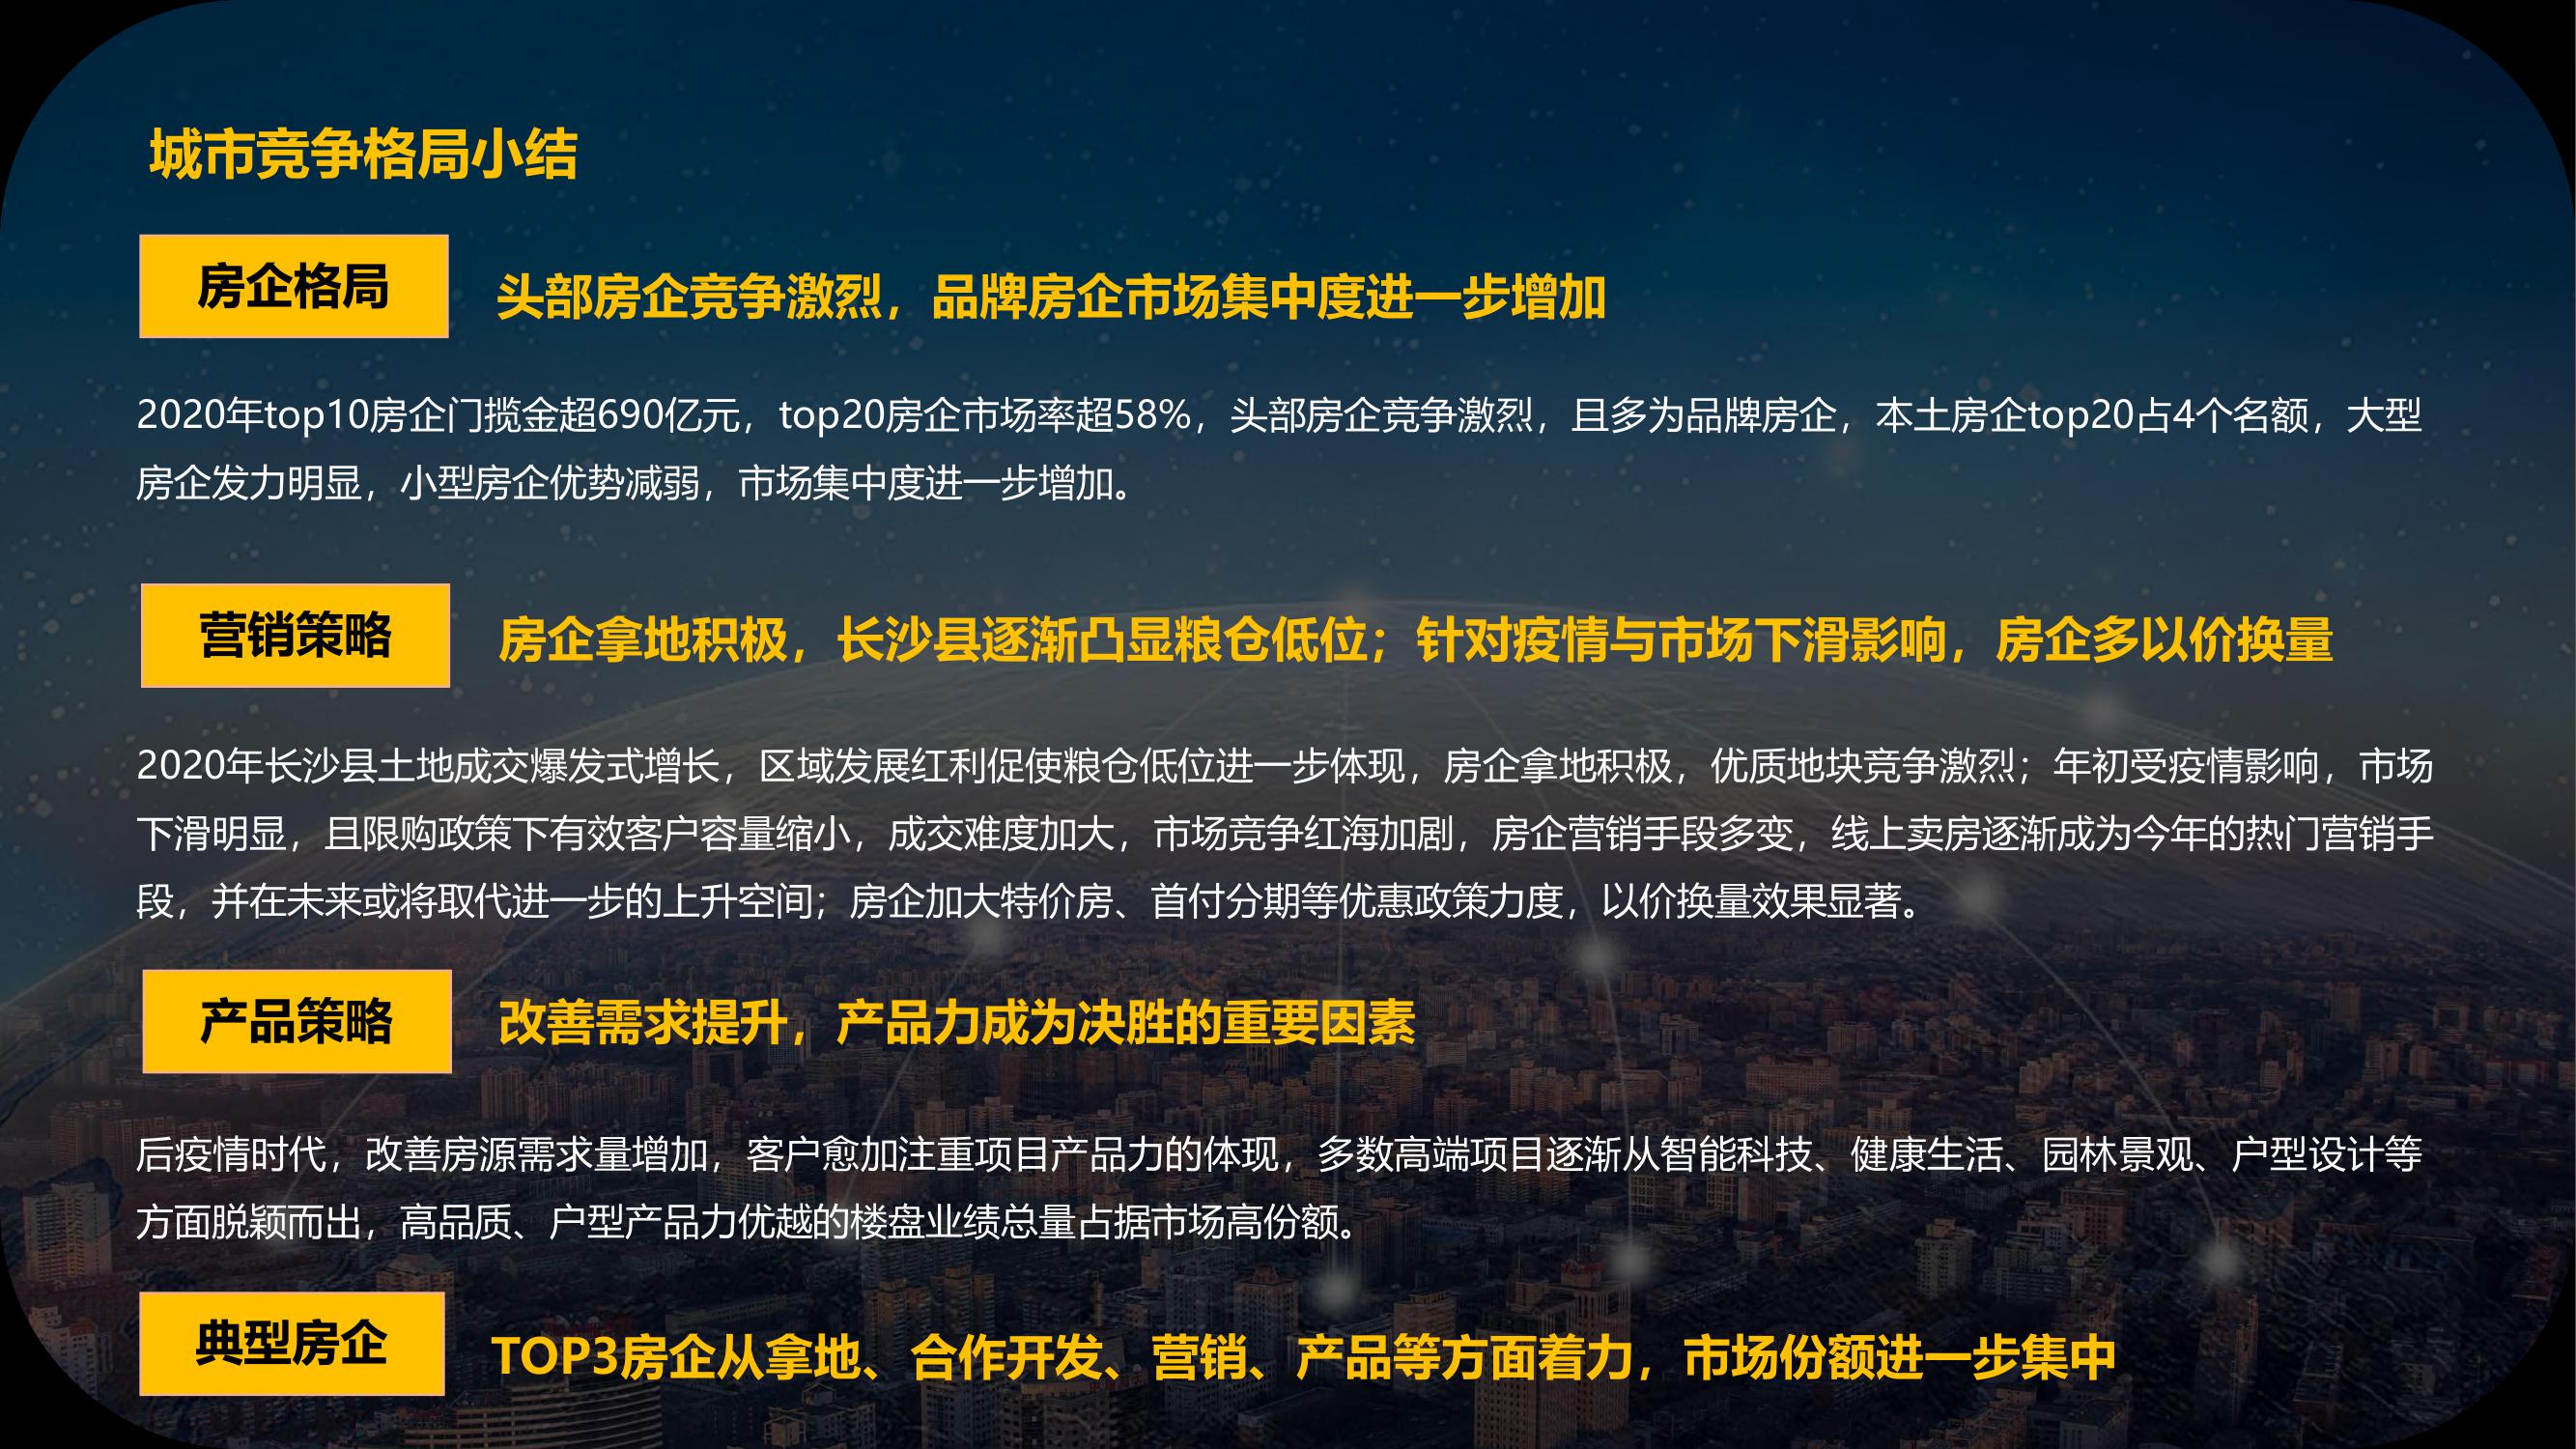 城市竞争格局小结
房企格局
头部房企竞争激烈，品牌房企市场集中度进一步增加
2020年top10房企门揽金超690亿元，top20房企市场率超58%，头部房企竞争激烈，且多为品牌房企，本土房企top20占4个名额，大型
房企发力明显，小型房企优势减弱，市场集中度进一步增加。
营销策略
房企拿地积极，长沙县逐渐凸显粮仓低位；针对疫情与市场下滑影响，房企多以价换量
2020年长沙县土地成交爆发式增长，区域发展红利促使粮仓低位进一步体现，房企拿地积极，优质地块竞争激烈；年初受疫情影响，市场
下滑明显，且限购政策下有效客户容量缩小，成交难度加大，市场竞争红海加剧，房企营销手段多变，线上卖房逐渐成为今年的热门营销手
段，并在未来或将取代进一步的上升空间；房企加大特价房、首付分期等优惠政策力度，以价换量效果显著。
产品策略
改善需求提升，产品力成为决胜的重要因素
后疫情时代，改善房源需求量增加，客户愈加注重项目产品力的体现，多数高端项目逐渐从智能科技、健康生活、园林景观、户型设计等
方面脱颖而出，高品质、户型产品力优越的楼盘业绩总量占据市场高份额。
典型房企
TOP3房企从拿地、合作开发、营销、产品等方面着力，市场份额进一步集中